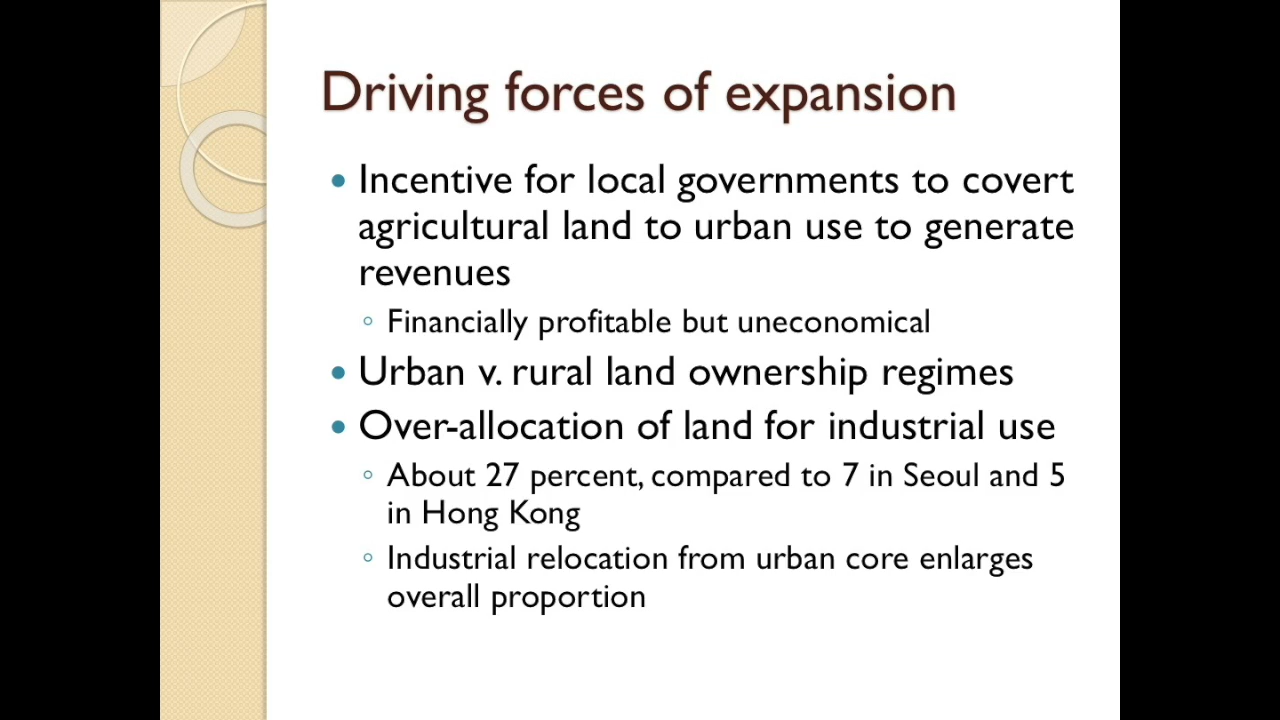 Driving forces of expansion
• Incentive for local governments to covert
agricultural land to urban use to generate
revenues
◦ Financially profitable but uneconomical
• Urban v. rural land ownership regimes
• Over-allocation of land for industrial use
◦ About 27 percent, compared to 7 in Seoul and 5
in Hong Kong
◦ Industrial relocation from urban core enlarges
overall proportion